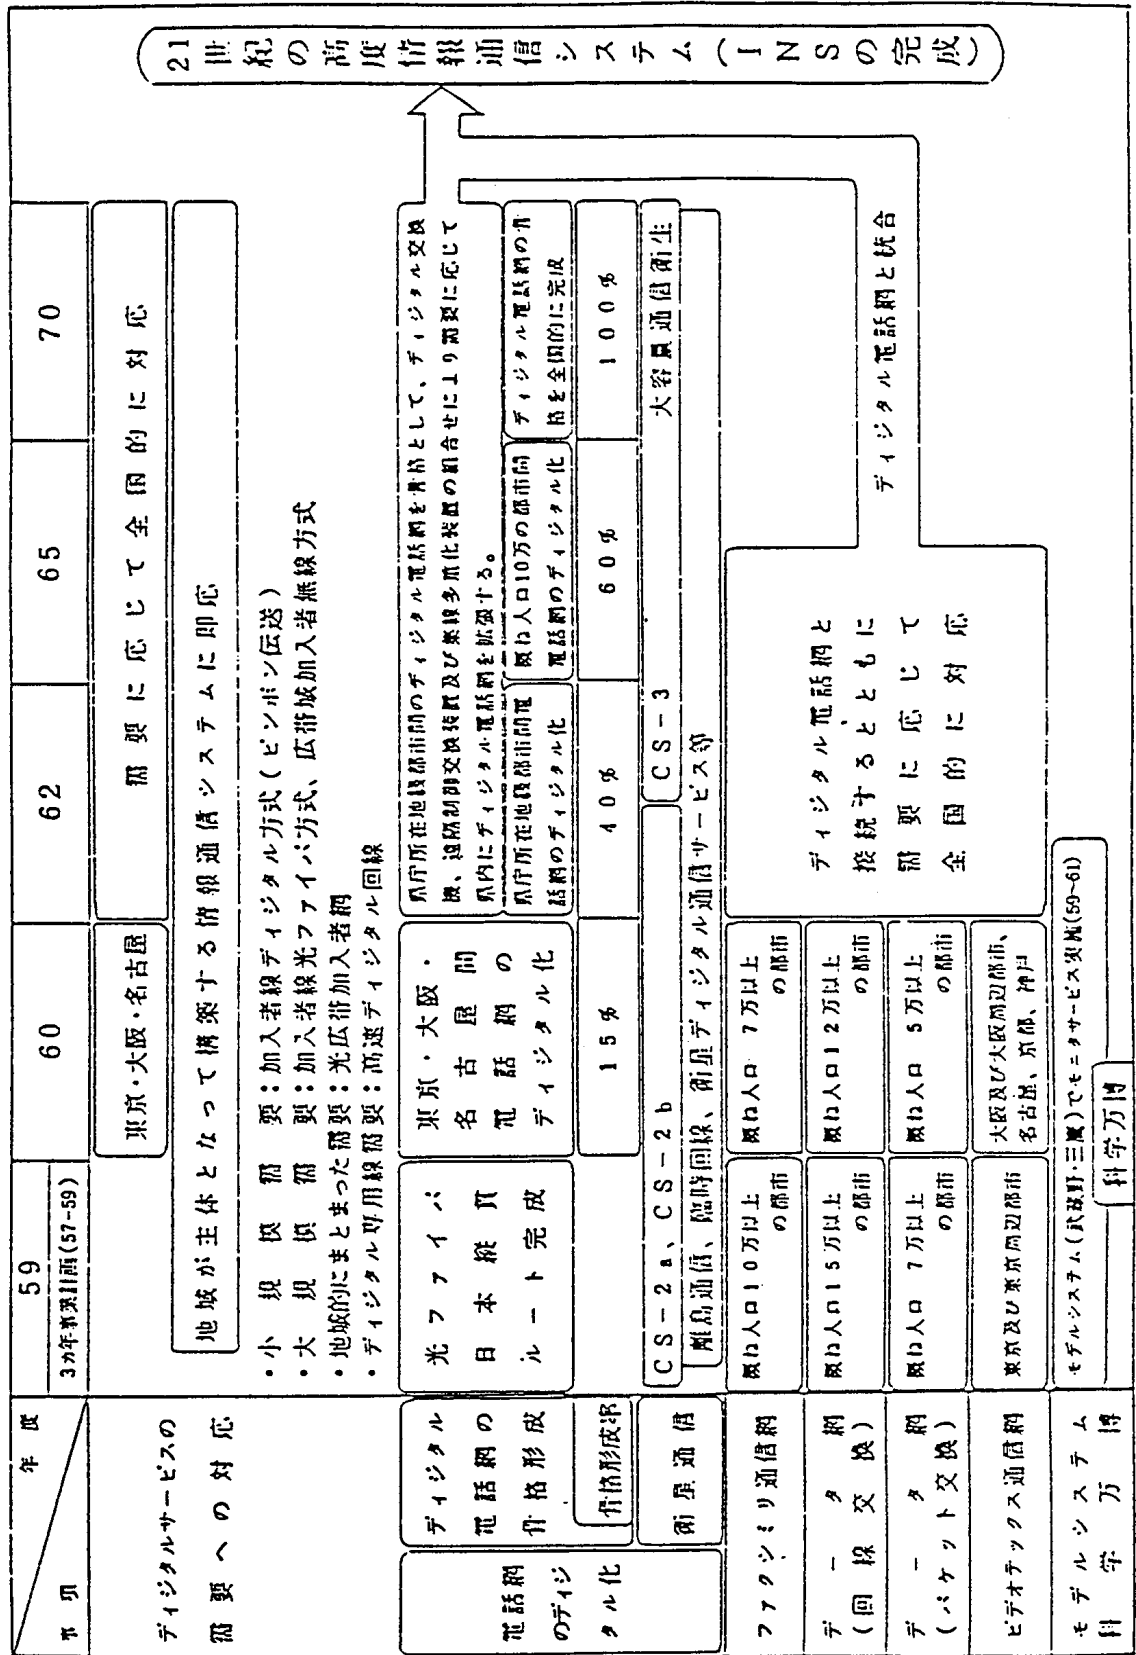 年度
事項
59
60
62
65
70
3カ年事業計画(57-59)
ディジタルサービスの
需要への対応
東京・大阪・名古屋
需要に応じて全国的に対応
地域が主体となって構築する情報通信システムに即応
・小規模需要:加入者線ディジタル方式(ピンポン伝送)
・大規模需要:加入者線光ファイバ方式、広帯域加入者無線方式
・地域的にまとまった需要:光広帯域加入者網
・ディジタル専用線需要:高速ディジタル回線
電話網
のディジ
タル化
ディジタル
電話網の
骨格形成
光ファイバ
日本縦貫
ルート完成
東京・大阪・
名古屋間
電話網の
ディジタル化
県庁所在地級都市間のディジタル電話網を骨格として、ディジタル交換
機、遠隔制御交換装置及び集線多重化装置の組合せにより需要に応じて
県内にディジタル電話網を拡張する。
県庁所在地級都市間電
話網のディジタル化
概ね人口10万の都市間
電話網のディジタル化
ディジタル電話網の骨
格を全国的に完成
骨格形成率
15%
40%
60%
100%
衛星通信
CS-2a、CS-2b
CS-3
大容量通信衛星
離島通信、臨時回線、衛星ディジタル通信サービス等
ファクシミリ通信網
概ね人口10万以上
の都市
概ね人口 7万以上
の都市
データ網
(回線交換)
概ね人口15万以上
の都市
概ね人口12万以上
の都市
データ網
(パケット交換)
概ね人口 7万以上
の都市
概ね人口 5万以上
の都市
ビデオテックス通信網
東京及び東京周辺都市
大阪及び大阪周辺都市、
名古屋、京都、神戸
ディジタル電話網と
接続するとともに
需要に応じて
全国的に対応
ディジタル電話網と統合
モデルシステム
科学万博
モデルシステム(武蔵野・三鷹)でモニタサービス実施(59~61)
科学万博
21世紀の高度情報通信システム(INSの完成)